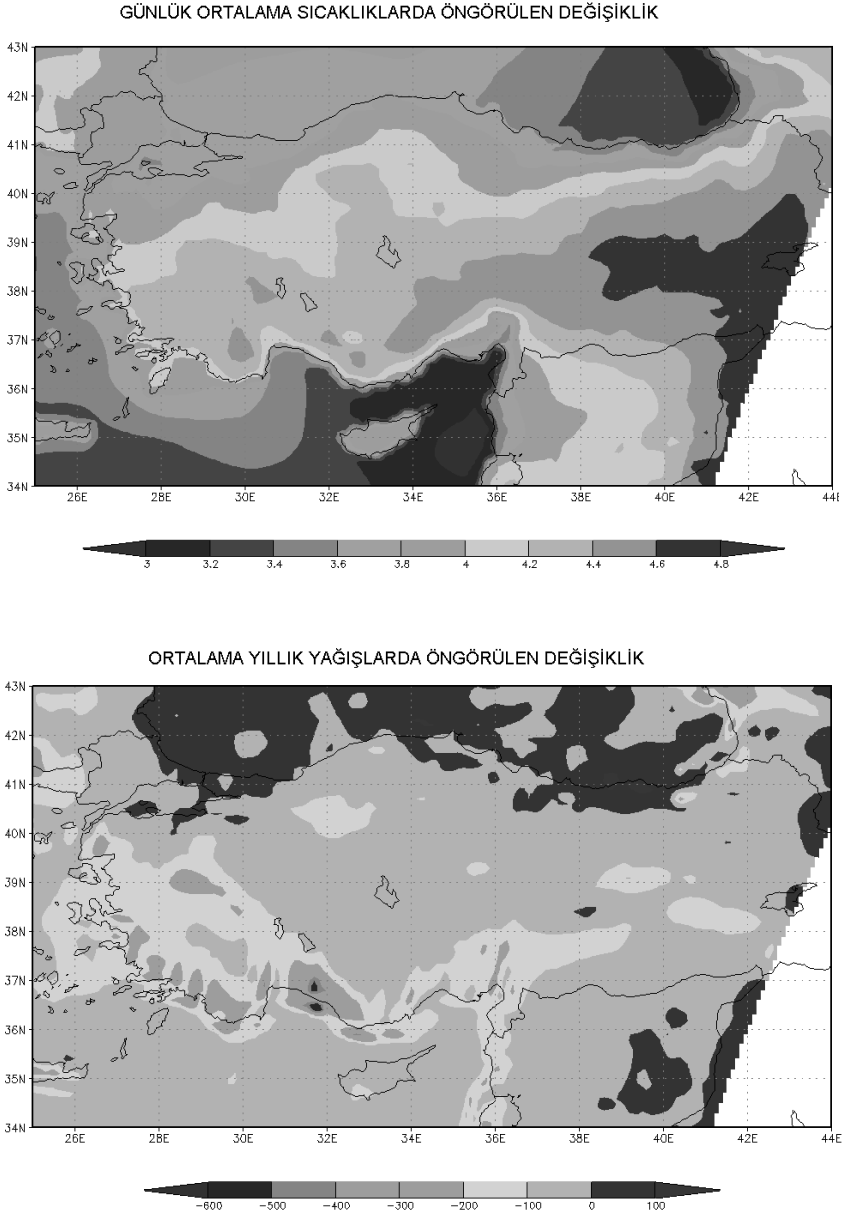 GÜNLÜK ORTALAMA SICAKLIKLARDA ÖNGÖRÜLEN DEĞİŞİKLİK
43N
42N
41N
40N
39N
38N
37N
36N
35N
34N
26E 28E 30E 32E 34E 36E 38E 40E 42E 44E
3 3.2 3.4 3.6 3.8 4 4.2 4.4 4.6 4.8
ORTALAMA YILLIK YAĞIŞLARDA ÖNGÖRÜLEN DEĞİŞİKLİK
43N
42N
41N
40N
39N
38N
37N
36N
35N
34N
26E 28E 30E 32E 34E 36E 38E 40E 42E 44E
-600 -500 -400 -300 -200 -100 0 100